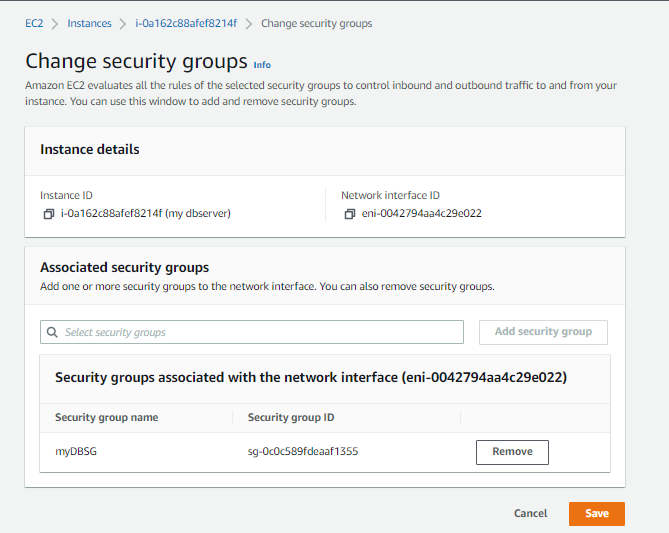 EC2 > Instances > i-0a162c88afef8214f > Change security groups
Change security groups Info
Amazon EC2 evaluates all the rules of the selected security groups to control inbound and outbound traffic to and from your
instance. You can use this window to add and remove security groups.
Instance details
Instance ID Network interface ID
i-0a162c88afef8214f (my dbserver) eni-0042794aa4c29e022
Associated security groups
Add one or more security groups to the network interface. You can also remove security groups.
Select security groups Add security group
Security groups associated with the network interface (eni-0042794aa4c29e022)
Security group name Security group ID
myDBSG sg-0c0c589fdeaaf1355 Remove
Cancel Save